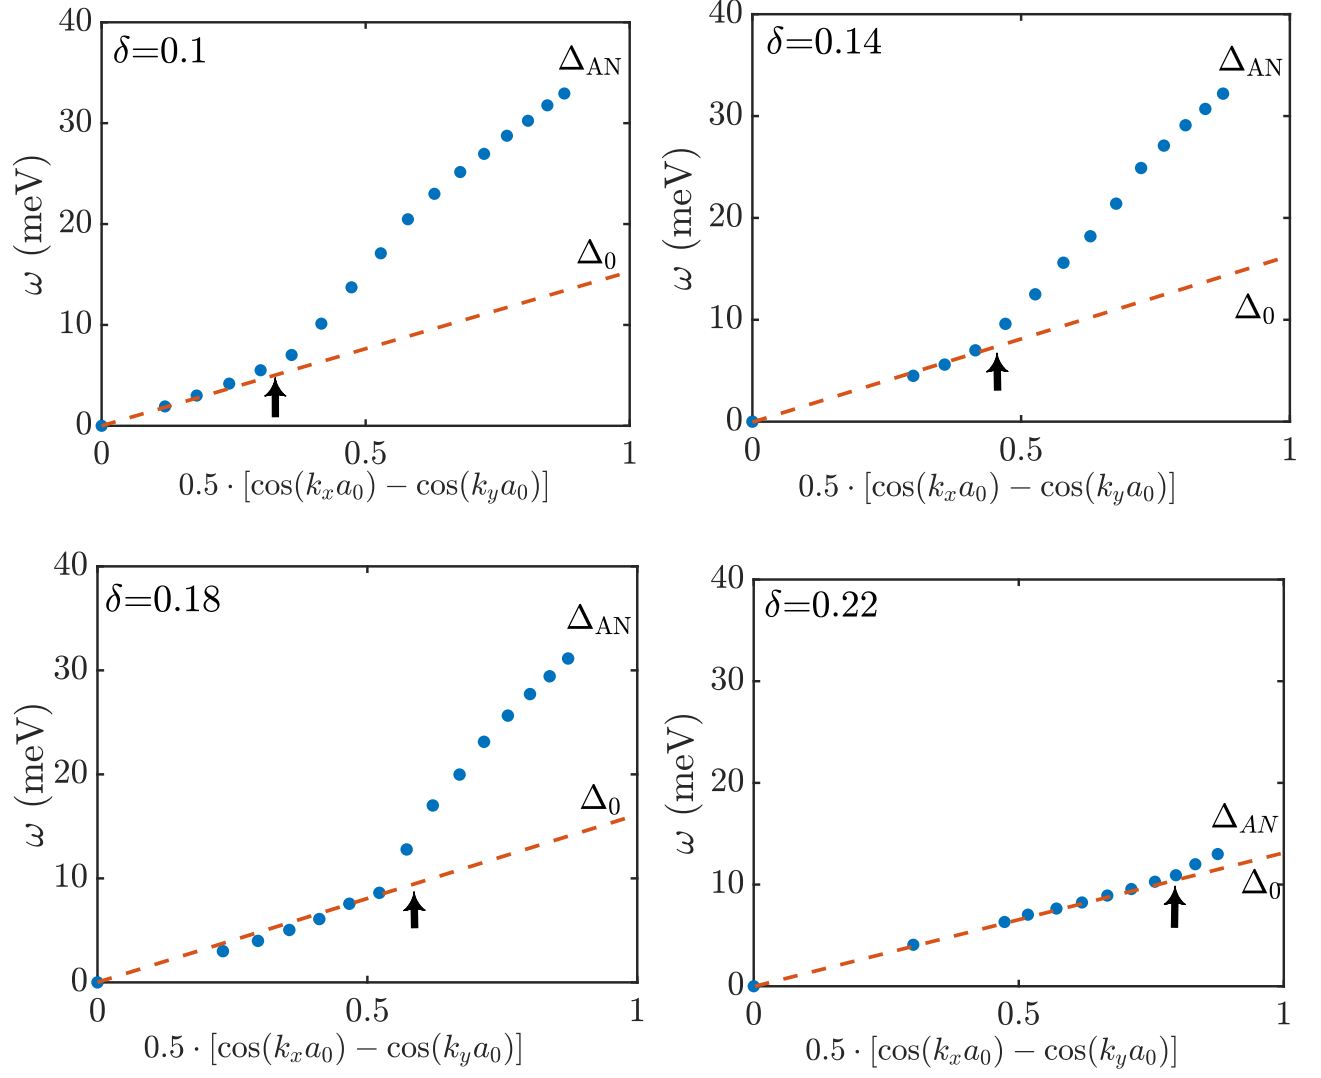 δ=0.1
40
30
20
10
0
ω (meV)
Δ_AN
Δ_0
0 0.5 1
0.5 · [cos(k_x a_0) − cos(k_y a_0)]
δ=0.14
40
30
20
10
0
ω (meV)
Δ_AN
Δ_0
0 0.5 1
0.5 · [cos(k_x a_0) − cos(k_y a_0)]
δ=0.18
40
30
20
10
0
ω (meV)
Δ_AN
Δ_0
0 0.5 1
0.5 · [cos(k_x a_0) − cos(k_y a_0)]
δ=0.22
40
30
20
10
0
ω (meV)
Δ_AN
Δ_0
0 0.5 1
0.5 · [cos(k_x a_0) − cos(k_y a_0)]